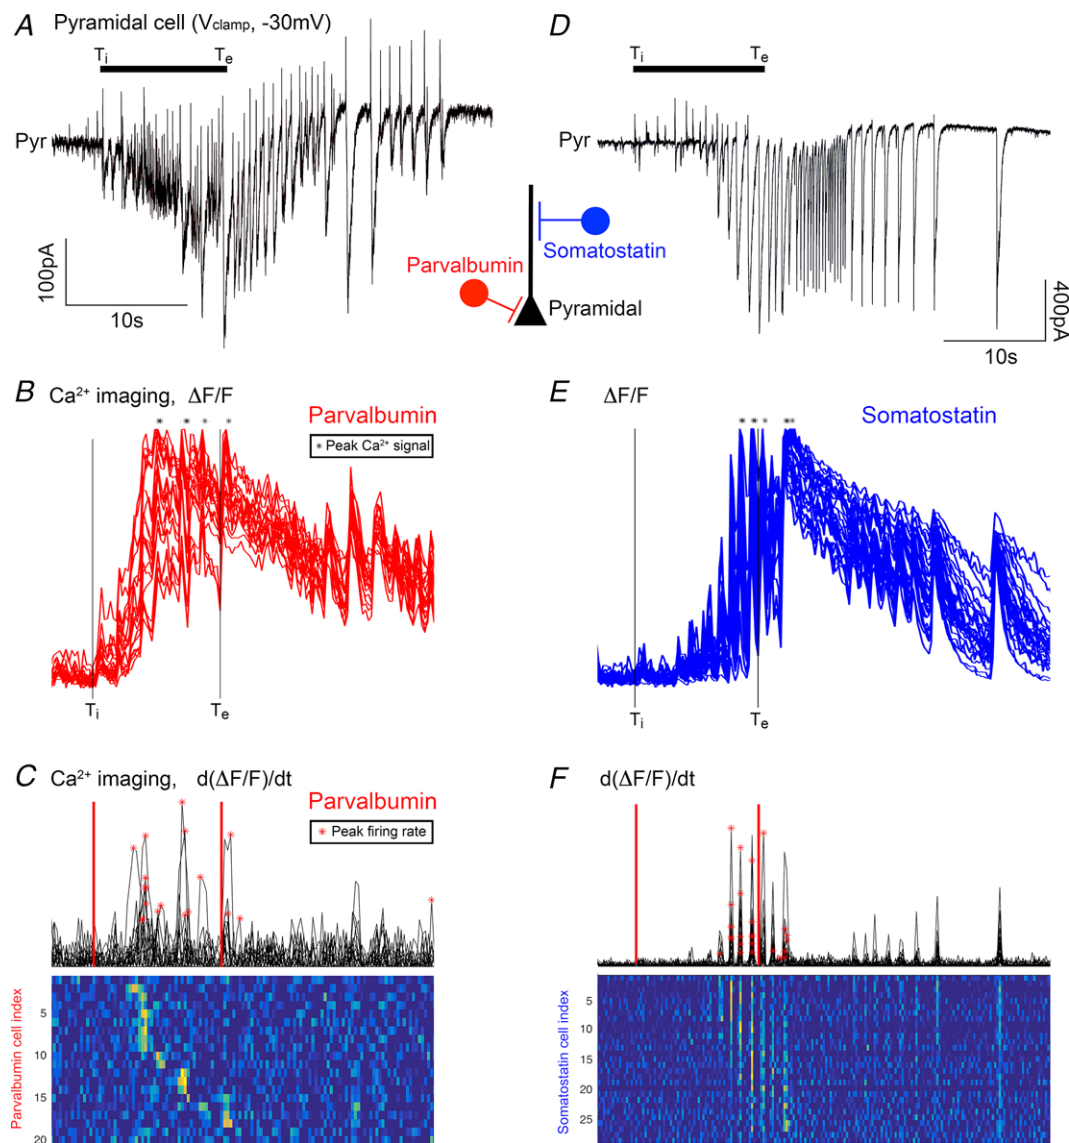 A Pyramidal cell (Vclamp, -30mV)
Ti Te
Pyr
100pA
10s
D
Ti Te
Pyr
400pA
10s
Somatostatin
Parvalbumin
Pyramidal
B Ca²⁺ imaging, ΔF/F
Parvalbumin
* Peak Ca²⁺ signal
* * * *
Ti Te
E ΔF/F
Somatostatin
* * * * *
Ti Te
C Ca²⁺ imaging, d(ΔF/F)/dt
Parvalbumin
* Peak firing rate
Parvalbumin cell index
5
10
15
20
F d(ΔF/F)/dt
Somatostatin cell index
5
10
15
20
25